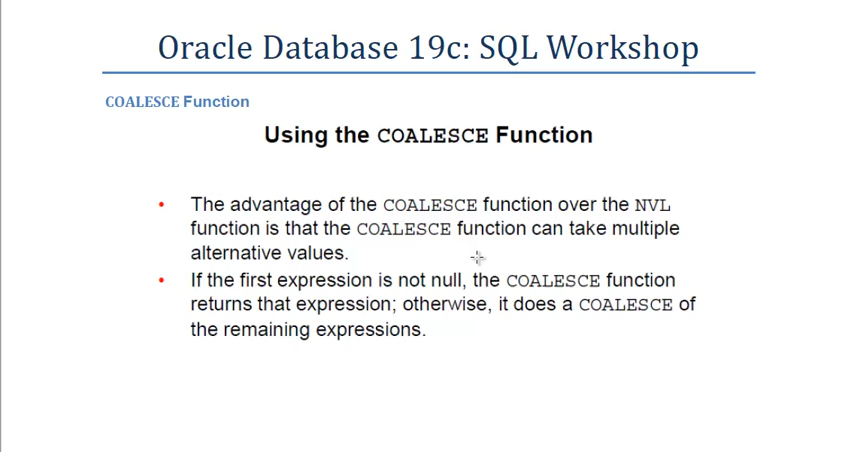 Oracle Database 19c: SQL Workshop
COALESCE Function
Using the COALESCE Function
• The advantage of the COALESCE function over the NVL
function is that the COALESCE function can take multiple
alternative values.
• If the first expression is not null, the COALESCE function
returns that expression; otherwise, it does a COALESCE of
the remaining expressions.